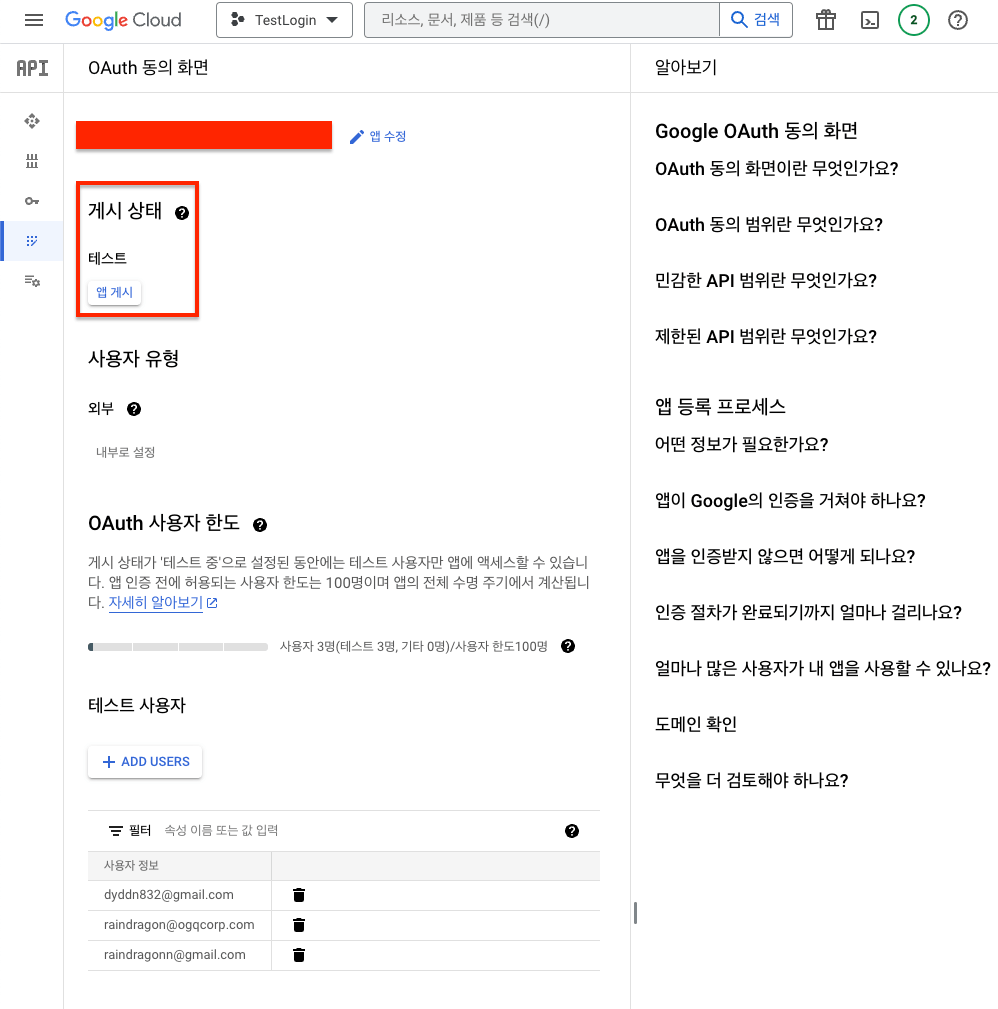 Google Cloud
TestLogin
리소스, 문서, 제품 등 검색(/)
검색
2
API
OAuth 동의 화면
앱 수정
게시 상태
테스트
앱 게시
사용자 유형
외부
내부로 설정
OAuth 사용자 한도
게시 상태가 '테스트 중'으로 설정된 동안에는 테스트 사용자만 앱에 액세스할 수 있습니
다. 앱 인증 전에 허용되는 사용자 한도는 100명이며 앱의 전체 수명 주기에서 계산됩니
다. 자세히 알아보기
사용자 3명(테스트 3명, 기타 0명)/사용자 한도100명
테스트 사용자
ADD USERS
필터 속성 이름 또는 값 입력
사용자 정보
dyddn832@gmail.com
raindragon@ogqcorp.com
raindragonn@gmail.com
알아보기
Google OAuth 동의 화면
OAuth 동의 화면이란 무엇인가요?
OAuth 동의 범위란 무엇인가요?
민감한 API 범위란 무엇인가요?
제한된 API 범위란 무엇인가요?
앱 등록 프로세스
어떤 정보가 필요한가요?
앱이 Google의 인증을 거쳐야 하나요?
앱을 인증받지 않으면 어떻게 되나요?
인증 절차가 완료되기까지 얼마나 걸리나요?
얼마나 많은 사용자가 내 앱을 사용할 수 있나요?
도메인 확인
무엇을 더 검토해야 하나요?